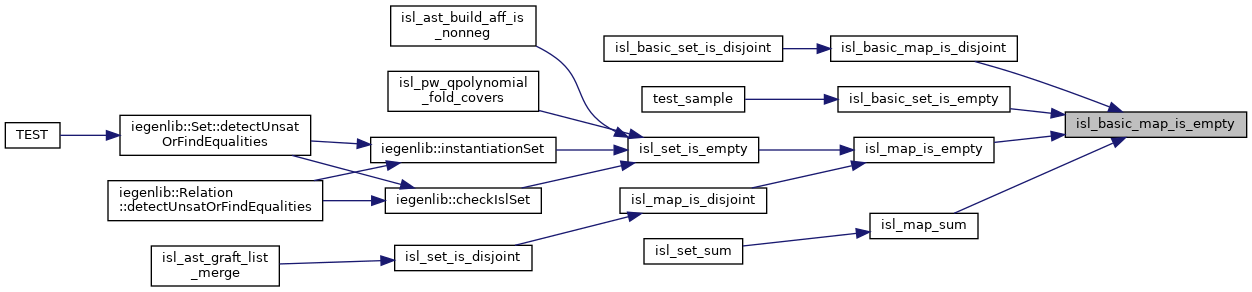 isl_ast_build_aff_is
_nonneg
isl_basic_set_is_disjoint
isl_basic_map_is_disjoint
isl_pw_qpolynomial
_fold_covers
test_sample
isl_basic_set_is_empty
isl_basic_map_is_empty
TEST
iegenlib::Set::detectUnsat
OrFindEqualities
iegenlib::instantiationSet
isl_set_is_empty
isl_map_is_empty
iegenlib::Relation
::detectUnsatOrFindEqualities
iegenlib::checkIslSet
isl_map_is_disjoint
isl_map_sum
isl_ast_graft_list
_merge
isl_set_is_disjoint
isl_set_sum